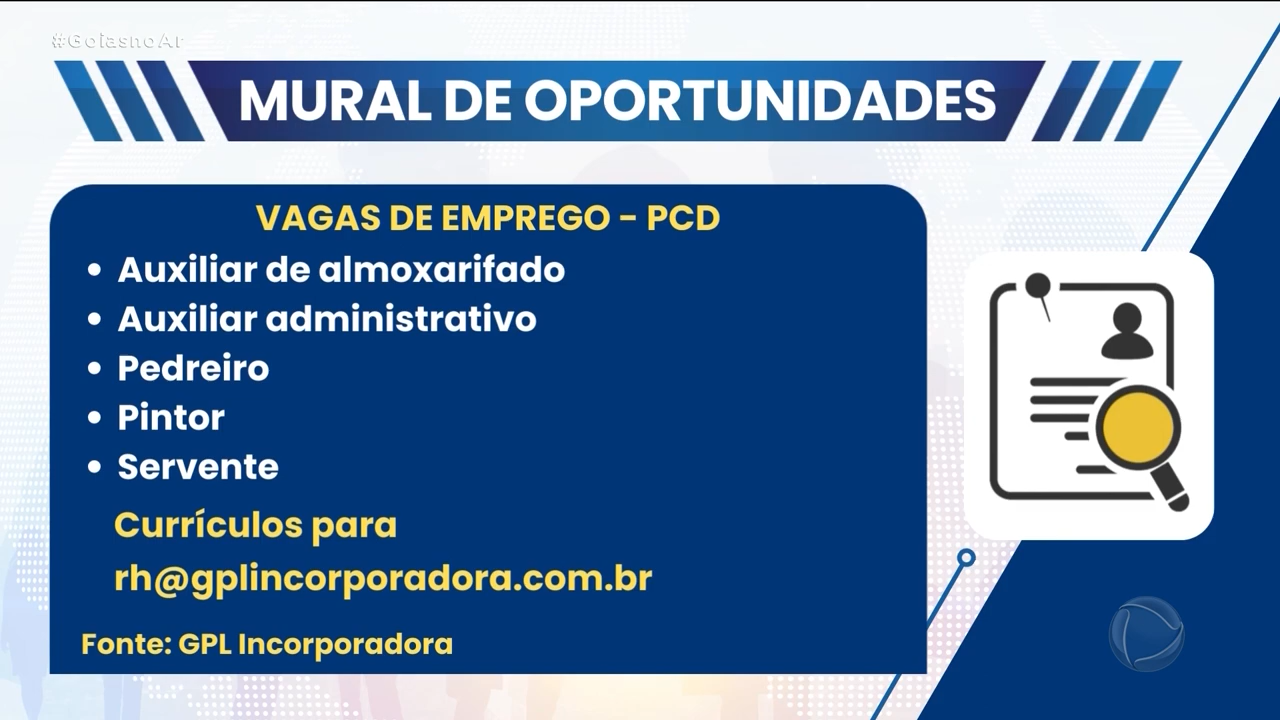 #GoiasnoAr
MURAL DE OPORTUNIDADES
VAGAS DE EMPREGO - PCD
• Auxiliar de almoxarifado
• Auxiliar administrativo
• Pedreiro
• Pintor
• Servente
Currículos para
rh@gplincorporadora.com.br
Fonte: GPL Incorporadora